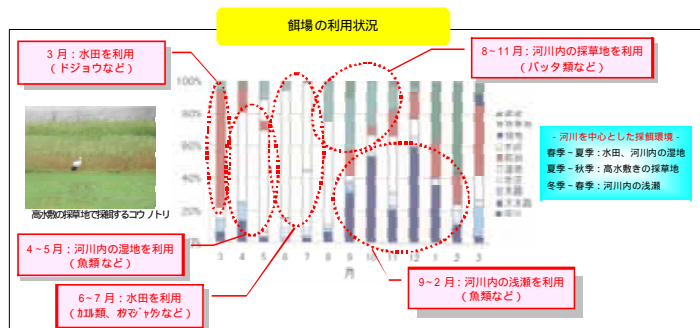 餌場の利用状況
3月：水田を利用
（ドジョウなど）
8~11月：河川内の採草地を利用
（バッタ類など）
100%
80%
60%
40%
20%
0%
3 4 5 6 7 8 9 10 11 12 1 2 3
月
- 河川を中心とした採餌環境 -
春季－夏季：水田、河川内の湿地
夏季－秋季：高水敷きの採草地
冬季－春季：河川内の浅瀬
高水敷の採草地で採餌するコウノトリ
4~5月：河川内の湿地を利用
（魚類など）
6~7月：水田を利用
（カエル類、オタマジャクシなど）
9~2月：河川内の浅瀬を利用
（魚類など）